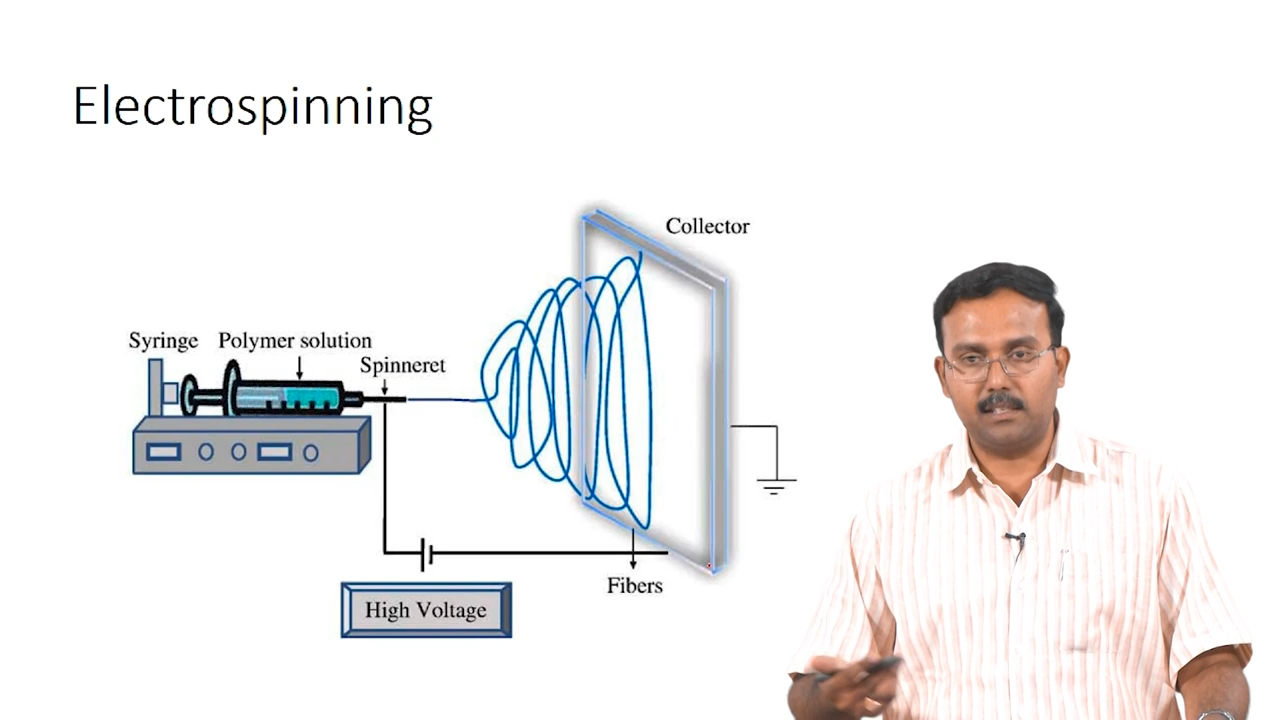 Electrospinning
Collector
Syringe
Polymer solution
Spinneret
Fibers
High Voltage